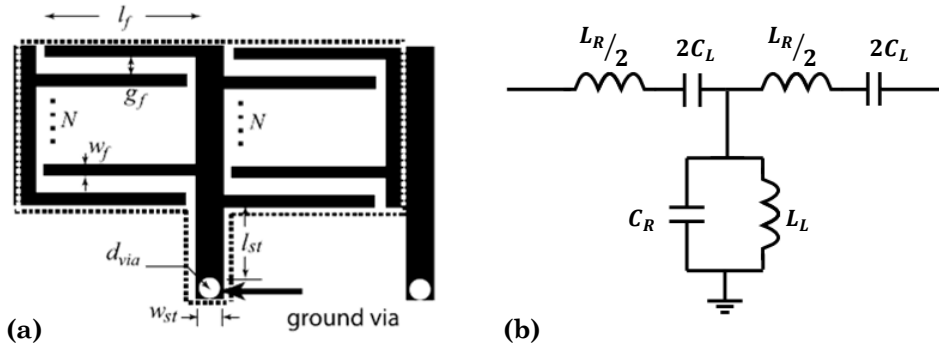 l_f
g_f
N
N
w_f
l_st
d_via
w_st
ground via
(a)
L_R/2
2C_L
L_R/2
2C_L
C_R
L_L
(b)